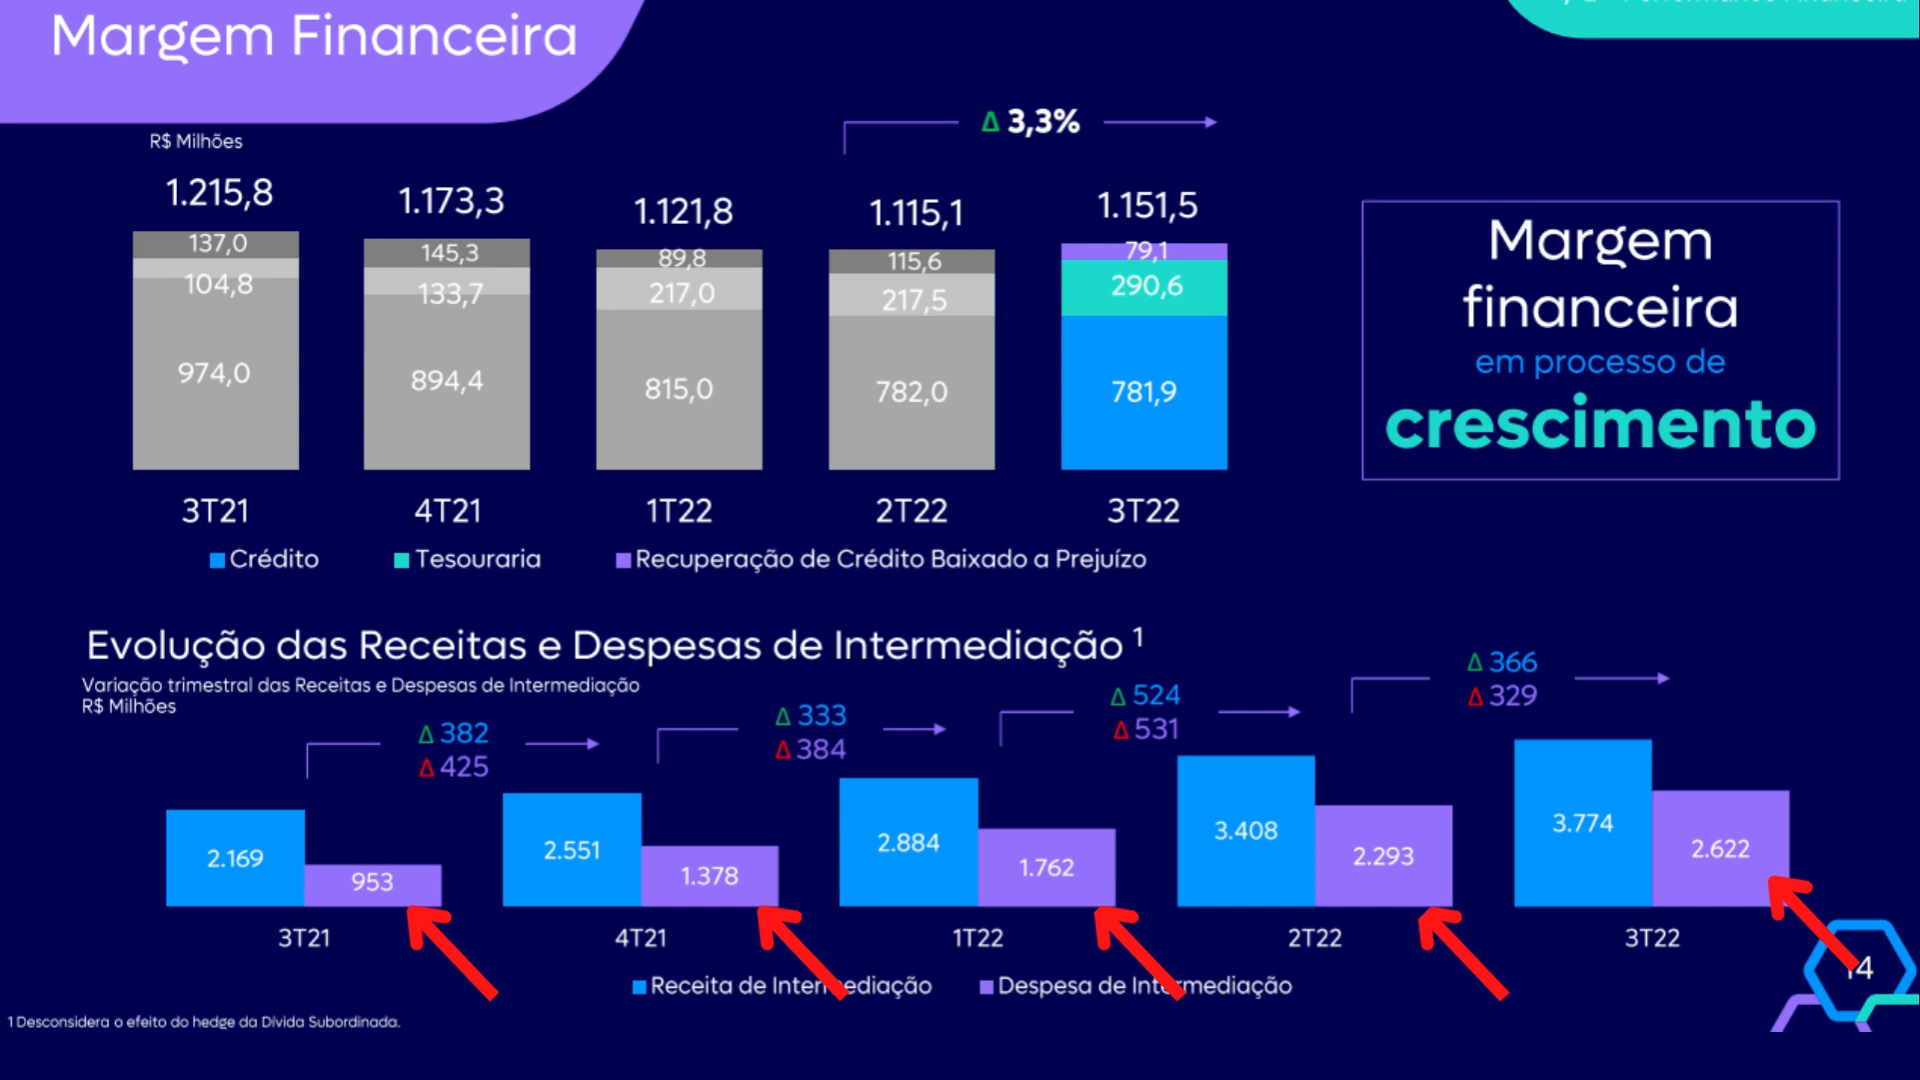 Margem Financeira
Performance Financeira
Δ 3,3%
R$ Milhões
1.215,8
1.173,3
1.121,8
1.115,1
1.151,5
137,0
145,3
89,8
115,6
79,1
104,8
133,7
217,0
217,5
290,6
974,0
894,4
815,0
782,0
781,9
3T21
4T21
1T22
2T22
3T22
Crédito
Tesouraria
Recuperação de Crédito Baixado a Prejuízo
Margem
financeira
em processo de
crescimento
Evolução das Receitas e Despesas de Intermediação ¹
Variação trimestral das Receitas e Despesas de Intermediação
R$ Milhões
Δ 382
Δ 425
Δ 333
Δ 384
Δ 524
Δ 531
Δ 366
Δ 329
2.169
953
2.551
1.378
2.884
1.762
3.408
2.293
3.774
2.622
3T21
4T21
1T22
2T22
3T22
Receita de Intermediação
Despesa de Intermediação
14
1 Desconsidera o efeito do hedge da Dívida Subordinada.